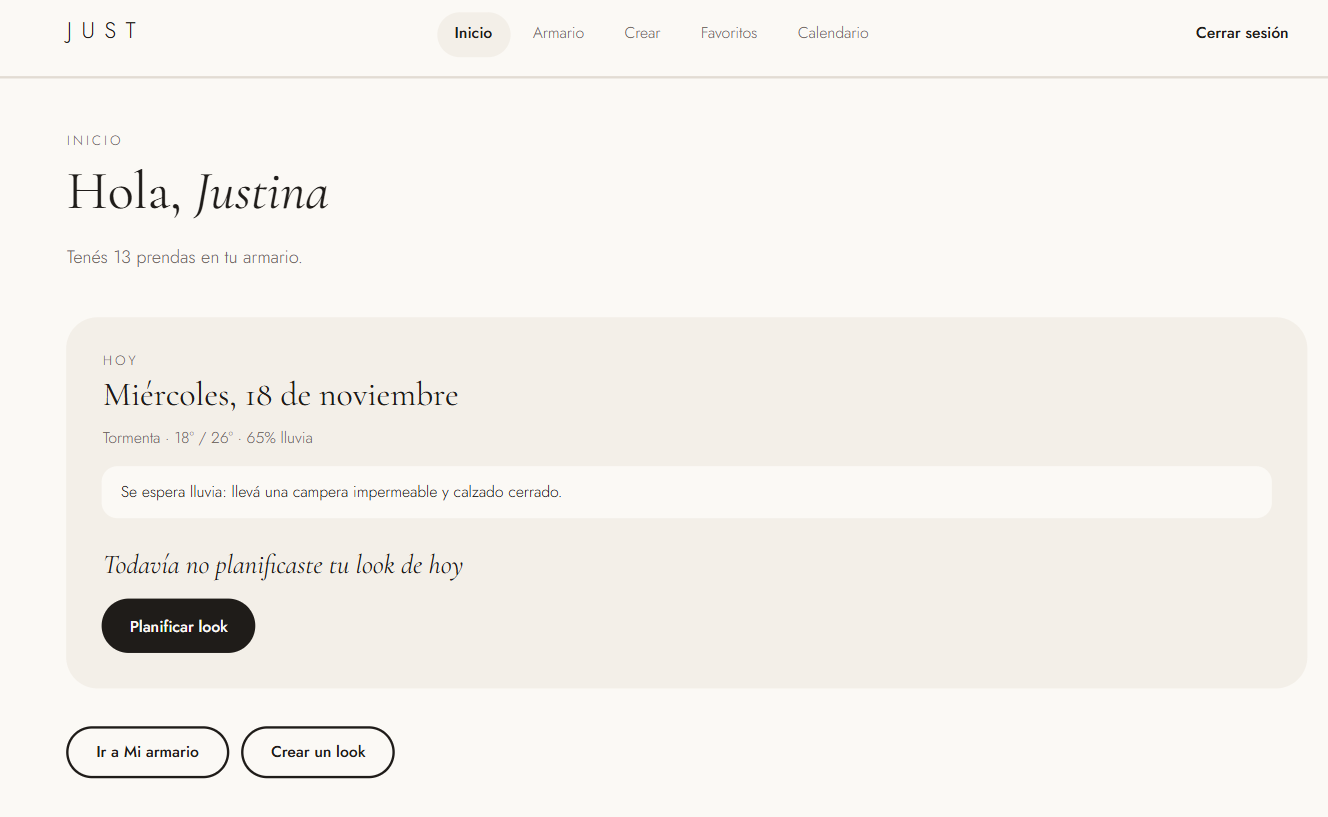 JUST
Inicio Armario Crear Favoritos Calendario Cerrar sesión
INICIO
Hola, Justina
Tenés 13 prendas en tu armario.
HOY
Miércoles, 18 de noviembre
Tormenta · 18° / 26° · 65% lluvia
Se espera lluvia: llevá una campera impermeable y calzado cerrado.
Todavía no planificaste tu look de hoy
Planificar look
Ir a Mi armario Crear un look